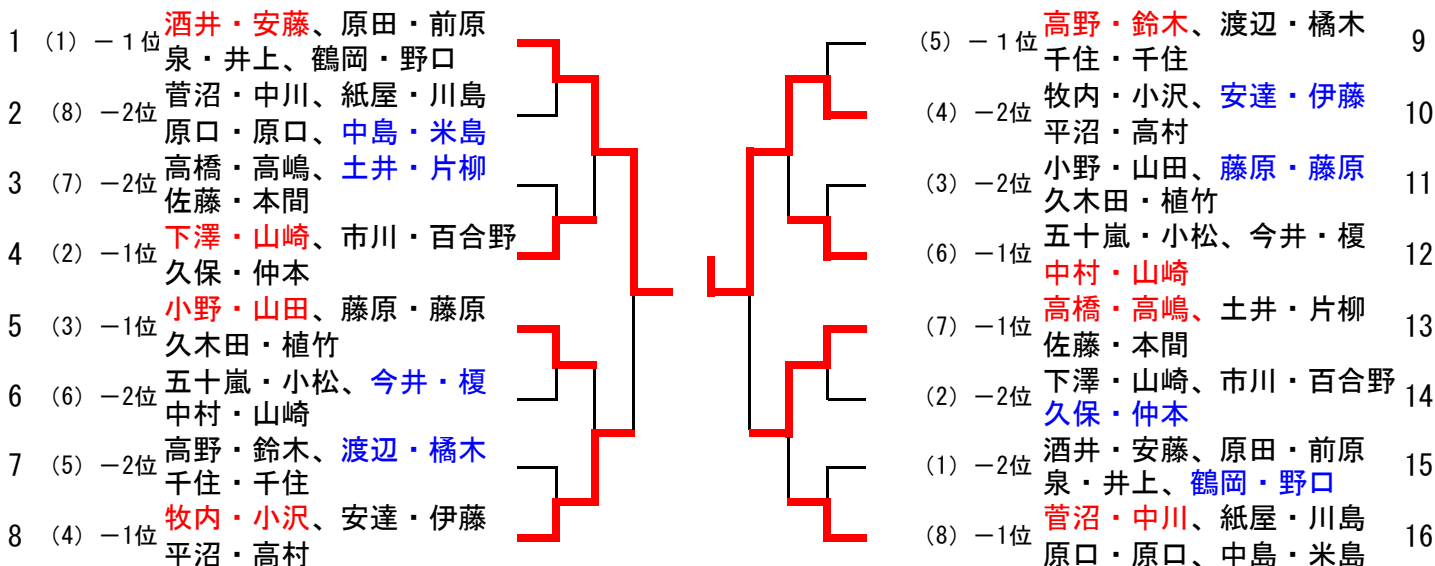 1 (1) －１位 酒井・安藤、原田・前原
泉・井上、鶴岡・野口
2 (8) －2位 菅沼・中川、紙屋・川島
原口・原口、中島・米島
3 (7) －2位 高橋・高嶋、土井・片柳
佐藤・本間
4 (2) －1位 下澤・山崎、市川・百合野
久保・仲本
5 (3) －1位 小野・山田、藤原・藤原
久木田・植竹
6 (6) －2位 五十嵐・小松、今井・榎
中村・山崎
7 (5) －2位 高野・鈴木、渡辺・橘木
千住・千住
8 (4) －1位 牧内・小沢、安達・伊藤
平沼・高村
(5) －１位 高野・鈴木、渡辺・橘木 9
千住・千住
(4) －2位 牧内・小沢、安達・伊藤 10
平沼・高村
(3) －2位 小野・山田、藤原・藤原 11
久木田・植竹
(6) －1位 五十嵐・小松、今井・榎 12
中村・山崎
(7) －1位 高橋・高嶋、土井・片柳 13
佐藤・本間
(2) －2位 下澤・山崎、市川・百合野 14
久保・仲本
(1) －2位 酒井・安藤、原田・前原 15
泉・井上、鶴岡・野口
(8) －1位 菅沼・中川、紙屋・川島 16
原口・原口、中島・米島